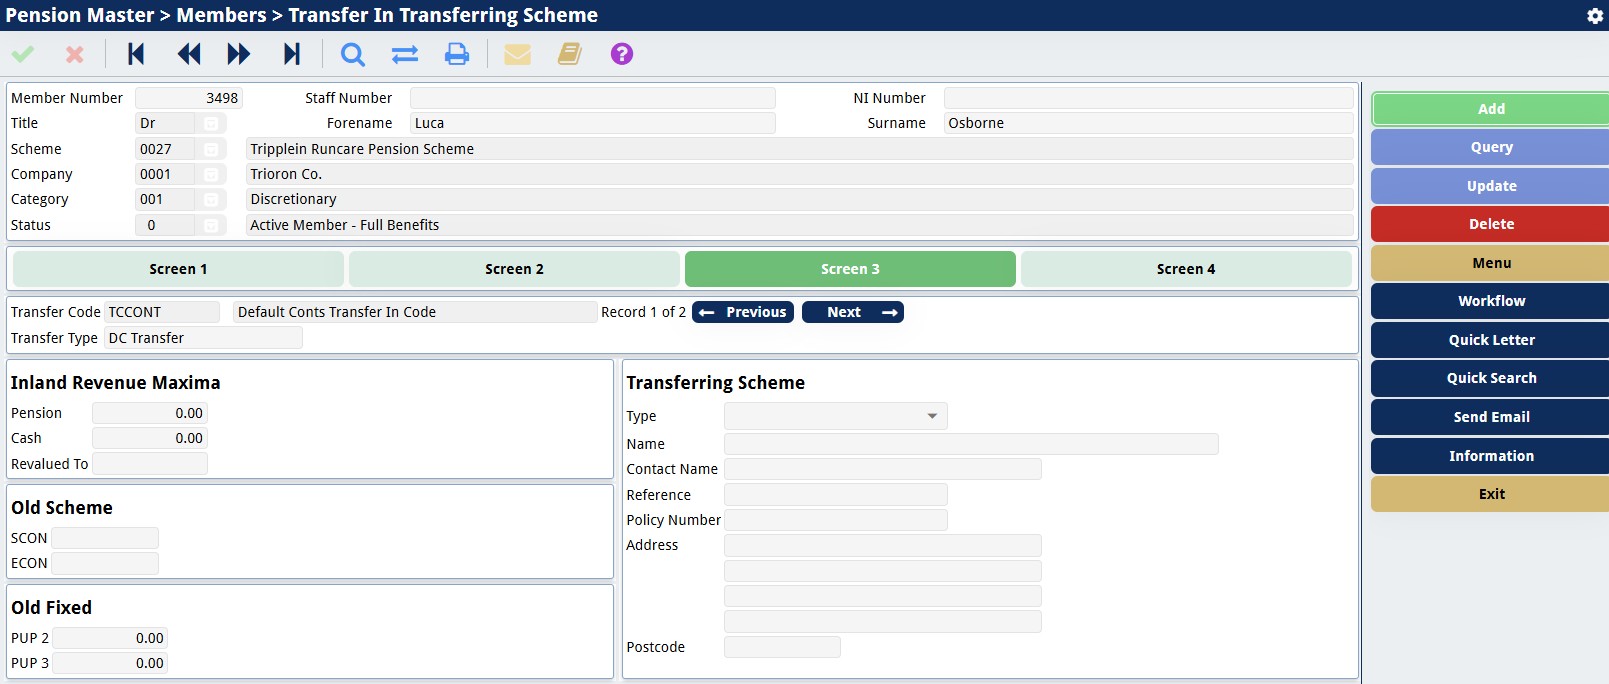 Pension Master > Members > Transfer In Transferring Scheme
?
Member Number 3498 Staff Number NI Number
Title Dr Forename Luca Surname Osborne
Scheme 0027 Tripplein Runcare Pension Scheme
Company 0001 Trioron Co.
Category 001 Discretionary
Status 0 Active Member - Full Benefits
Screen 1 Screen 2 Screen 3 Screen 4
Transfer Code TCCONT Default Conts Transfer In Code Record 1 of 2 Previous Next
Transfer Type DC Transfer
Inland Revenue Maxima
Pension 0.00
Cash 0.00
Revalued To
Old Scheme
SCON
ECON
Old Fixed
PUP 2 0.00
PUP 3 0.00
Transferring Scheme
Type
Name
Contact Name
Reference
Policy Number
Address
Postcode
Add
Query
Update
Delete
Menu
Workflow
Quick Letter
Quick Search
Send Email
Information
Exit